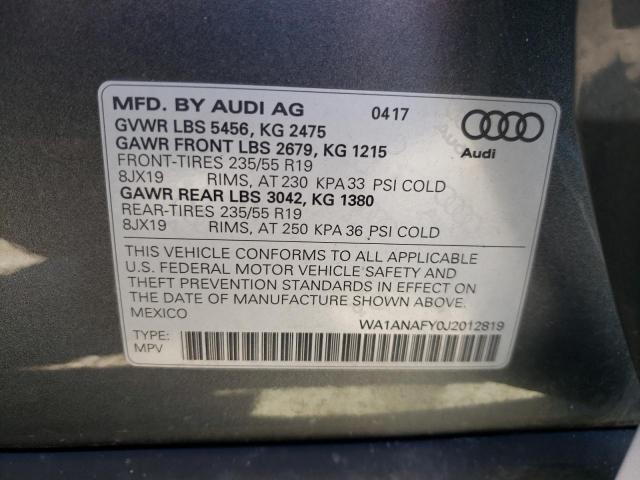 MFD. BY AUDI AG 0417
GVWR LBS 5456, KG 2475
GAWR FRONT LBS 2679, KG 1215
FRONT-TIRES 235/55 R19
8JX19 RIMS, AT 230 KPA 33 PSI COLD
GAWR REAR LBS 3042, KG 1380
REAR-TIRES 235/55 R19
8JX19 RIMS, AT 250 KPA 36 PSI COLD
Audi
THIS VEHICLE CONFORMS TO ALL APPLICABLE
U.S. FEDERAL MOTOR VEHICLE SAFETY AND
THEFT PREVENTION STANDARDS IN EFFECT ON
THE DATE OF MANUFACTURE SHOWN ABOVE.
MEXICO
WA1ANAFY0J2012819
TYPE:
MPV